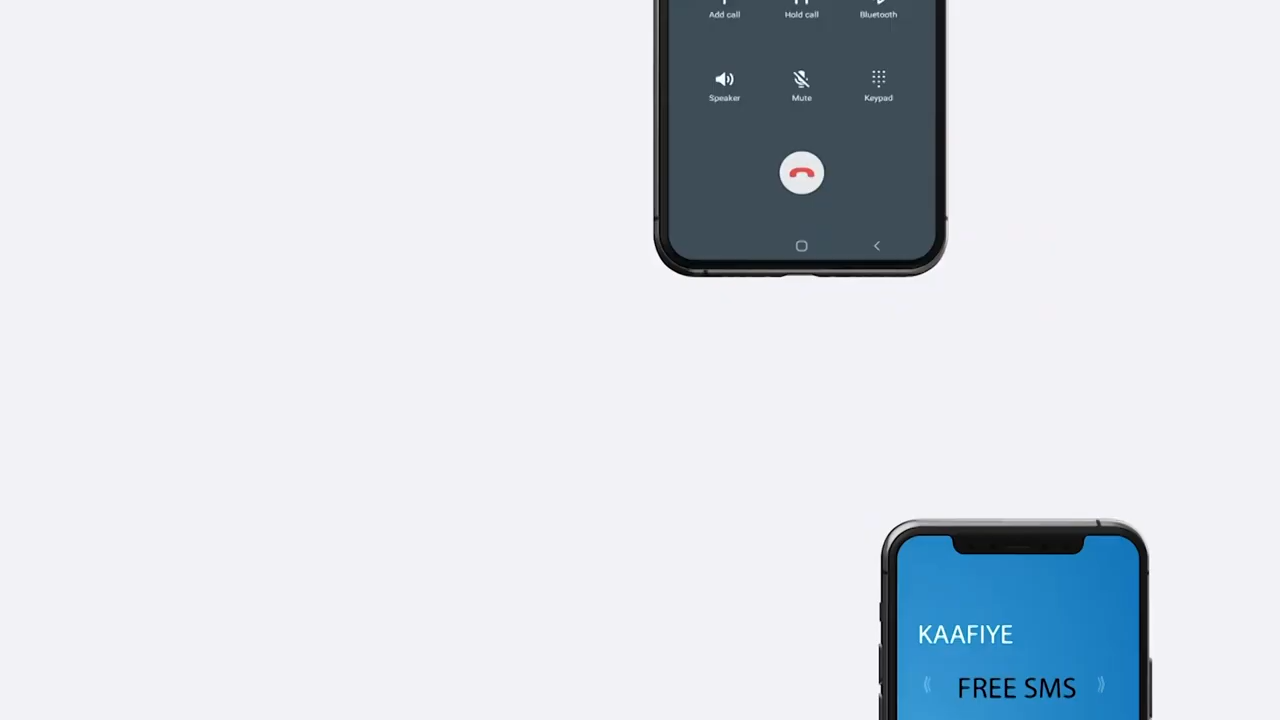 Add call Hold call Bluetooth
Speaker Mute Keypad
KAAFIYE
FREE SMS